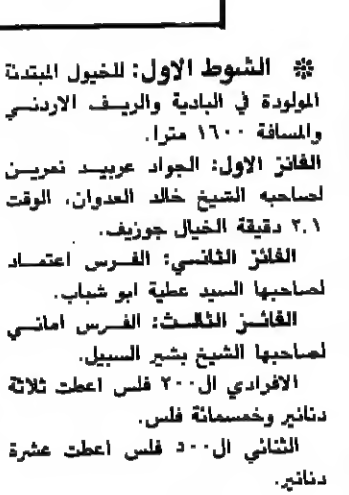 ❊ الشوط الاول: للخيول المبتدئة
المولودة في البادية والريف الاردني
والمسافة ١٦٠٠ مترا.
الفائز الاول: الجواد عربيد نمرين
لصاحبه الشيخ خالد العدوان، الوقت
٢.١ دقيقة الخيال جوزيف.
الفائز الثاني: الفرس اعتماد
لصاحبها السيد عطية ابو شباب.
الفائز الثالث: الفرس اماني
لصاحبها الشيخ بشير السبيل.
الافرادي ال ٢٠٠ فلس اعطت ثلاثة
دنانير وخمسمائة فلس.
الثنائي ال ٥٠٠ فلس اعطت عشرة
دنانير.